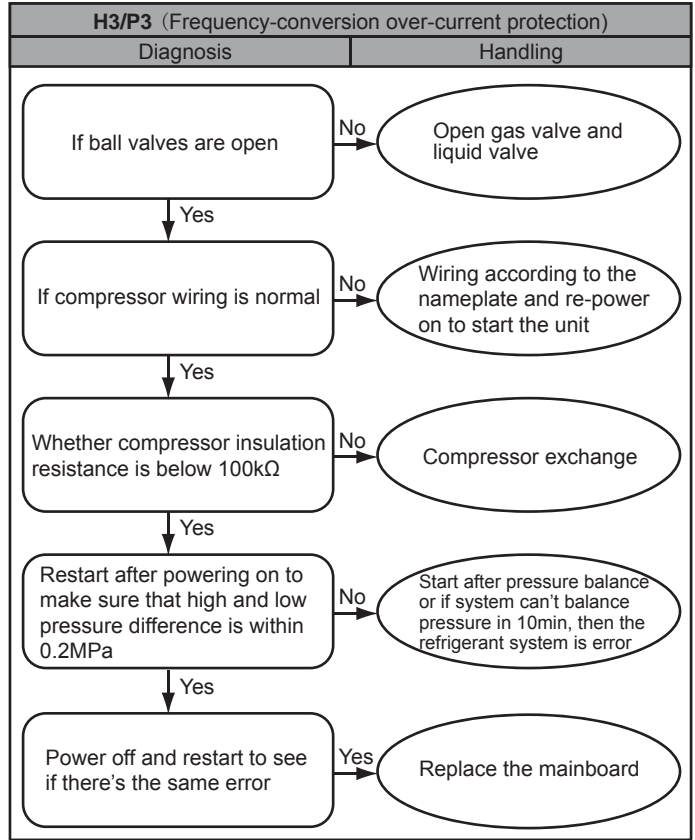 H3/P3（Frequency-conversion over-current protection)
Diagnosis
Handling
If ball valves are open
No
Open gas valve and
liquid valve
Yes
If compressor wiring is normal
No
Wiring according to the
nameplate and re-power
on to start the unit
Yes
Whether compressor insulation
resistance is below 100kΩ
No
Compressor exchange
Yes
Restart after powering on to
make sure that high and low
pressure difference is within
0.2MPa
No
Start after pressure balance
or if system can't balance
pressure in 10min, then the
refrigerant system is error
Yes
Power off and restart to see
if there's the same error
Yes
Replace the mainboard